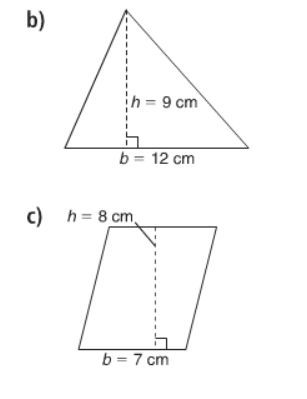 b)
h = 9 cm
b = 12 cm
c) h = 8 cm
b = 7 cm